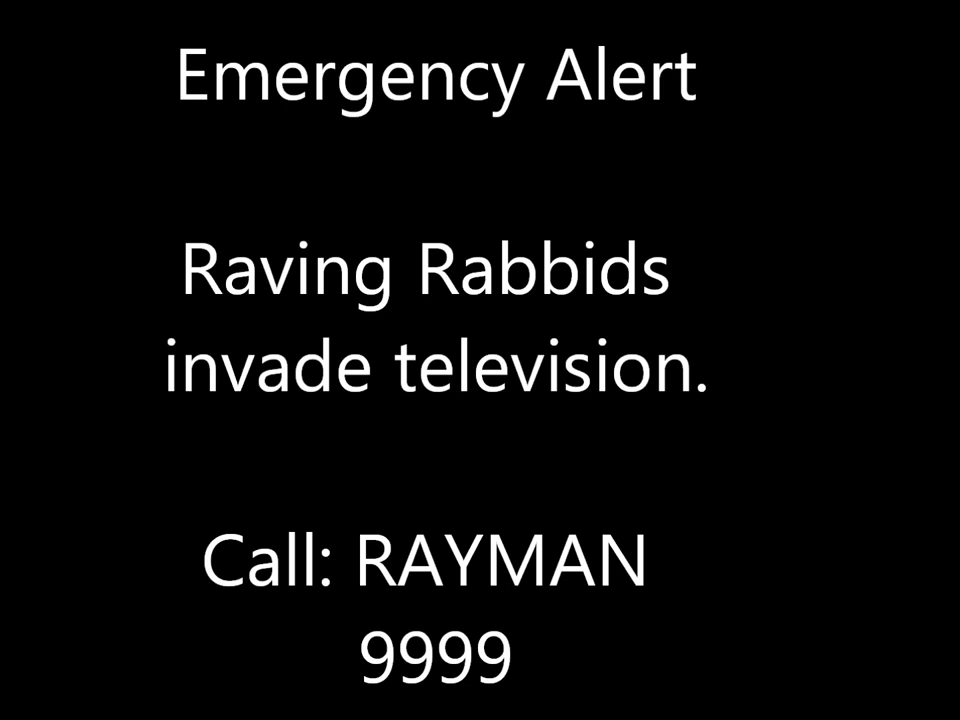 Emergency Alert
Raving Rabbids
invade television.
Call: RAYMAN
9999